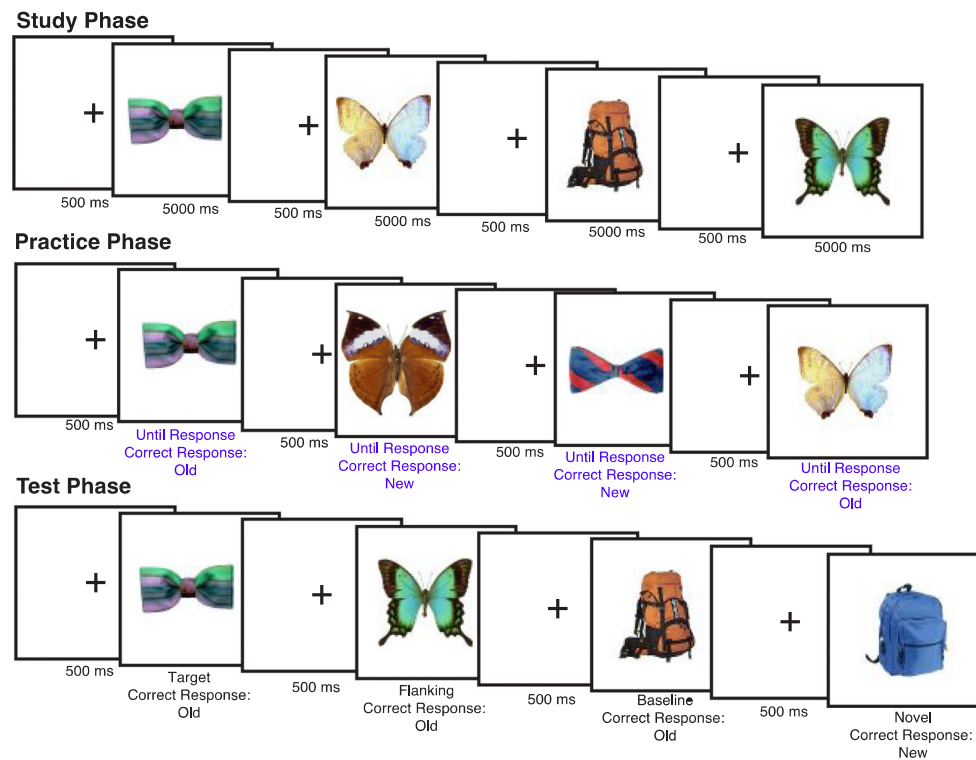 Study Phase
500 ms
5000 ms
500 ms
5000 ms
500 ms
5000 ms
500 ms
5000 ms
Practice Phase
500 ms
Until Response
Correct Response:
Old
500 ms
Until Response
Correct Response:
New
500 ms
Until Response
Correct Response:
New
500 ms
Until Response
Correct Response:
Old
Test Phase
500 ms
Target
Correct Response:
Old
500 ms
Flanking
Correct Response:
Old
500 ms
Baseline
Correct Response:
Old
500 ms
Novel
Correct Response:
New